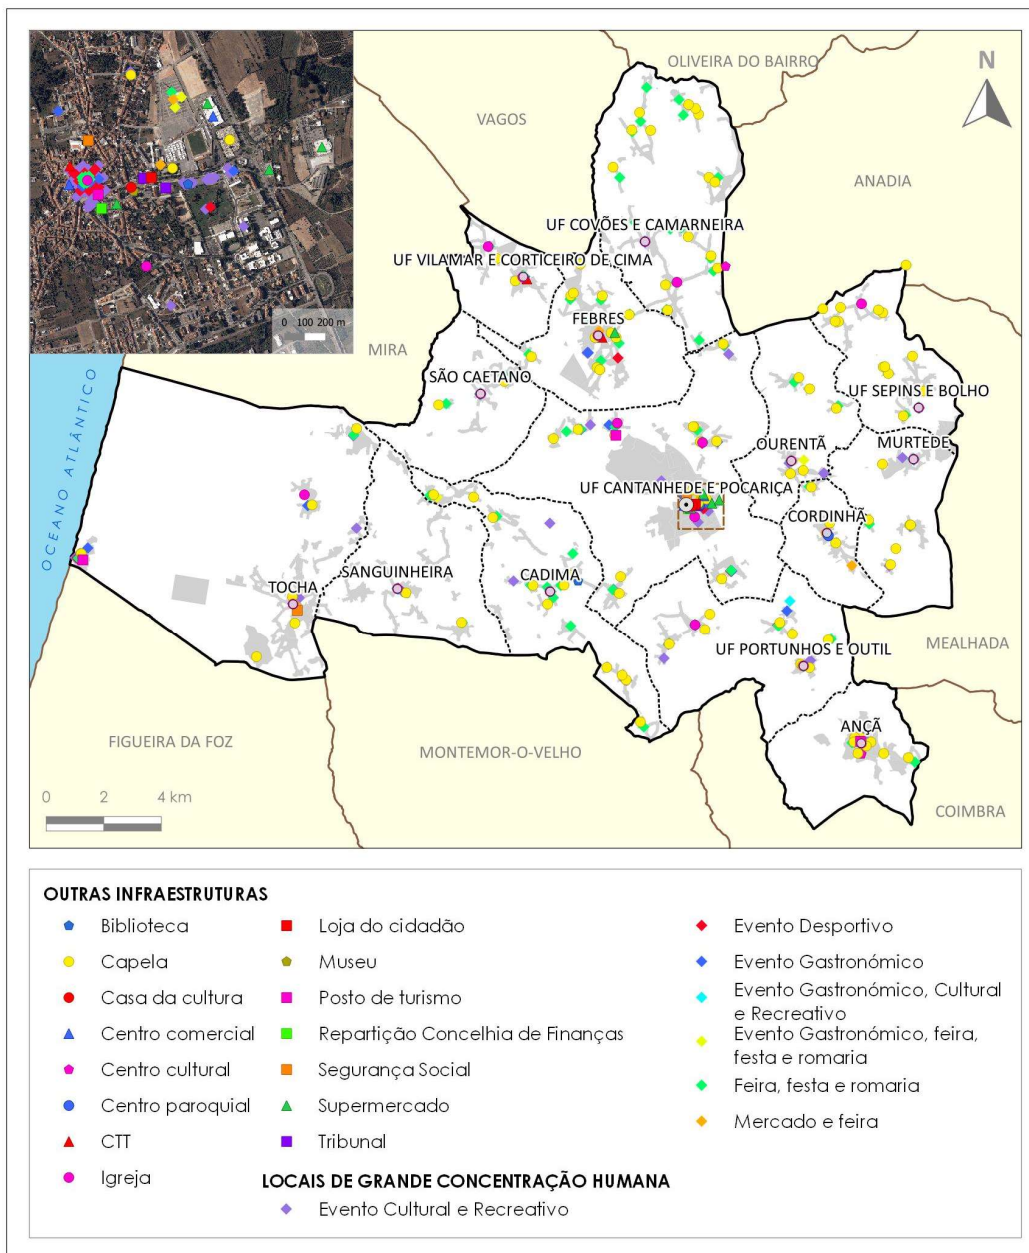 OLIVEIRA DO BAIRRO
N
VAGOS
ANADIA
UF COVÕES E CAMARNEIRA
UF VILAMAR E CORTICEIRO DE CIMA
0 100 200 m
FEBRES
MIRA
SÃO CAETANO
UF SEPINS E BOLHO
OCEANO ATLÂNTICO
OURENTÃ
MURTEDE
UF CANTANHEDE E POCARIÇA
CORDINHÃ
SANGUINHEIRA
CADIMA
TOCHA
MEALHADA
UF PORTUNHOS E OUTIL
ANÇÃ
FIGUEIRA DA FOZ
MONTEMOR-O-VELHO
0 2 4 km
COIMBRA
OUTRAS INFRAESTRUTURAS
Biblioteca
Capela
Casa da cultura
Centro comercial
Centro cultural
Centro paroquial
CTT
Igreja
Loja do cidadão
Museu
Posto de turismo
Repartição Concelhia de Finanças
Segurança Social
Supermercado
Tribunal
LOCAIS DE GRANDE CONCENTRAÇÃO HUMANA
Evento Cultural e Recreativo
Evento Desportivo
Evento Gastronómico
Evento Gastronómico, Cultural
e Recreativo
Evento Gastronómico, feira,
festa e romaria
Feira, festa e romaria
Mercado e feira